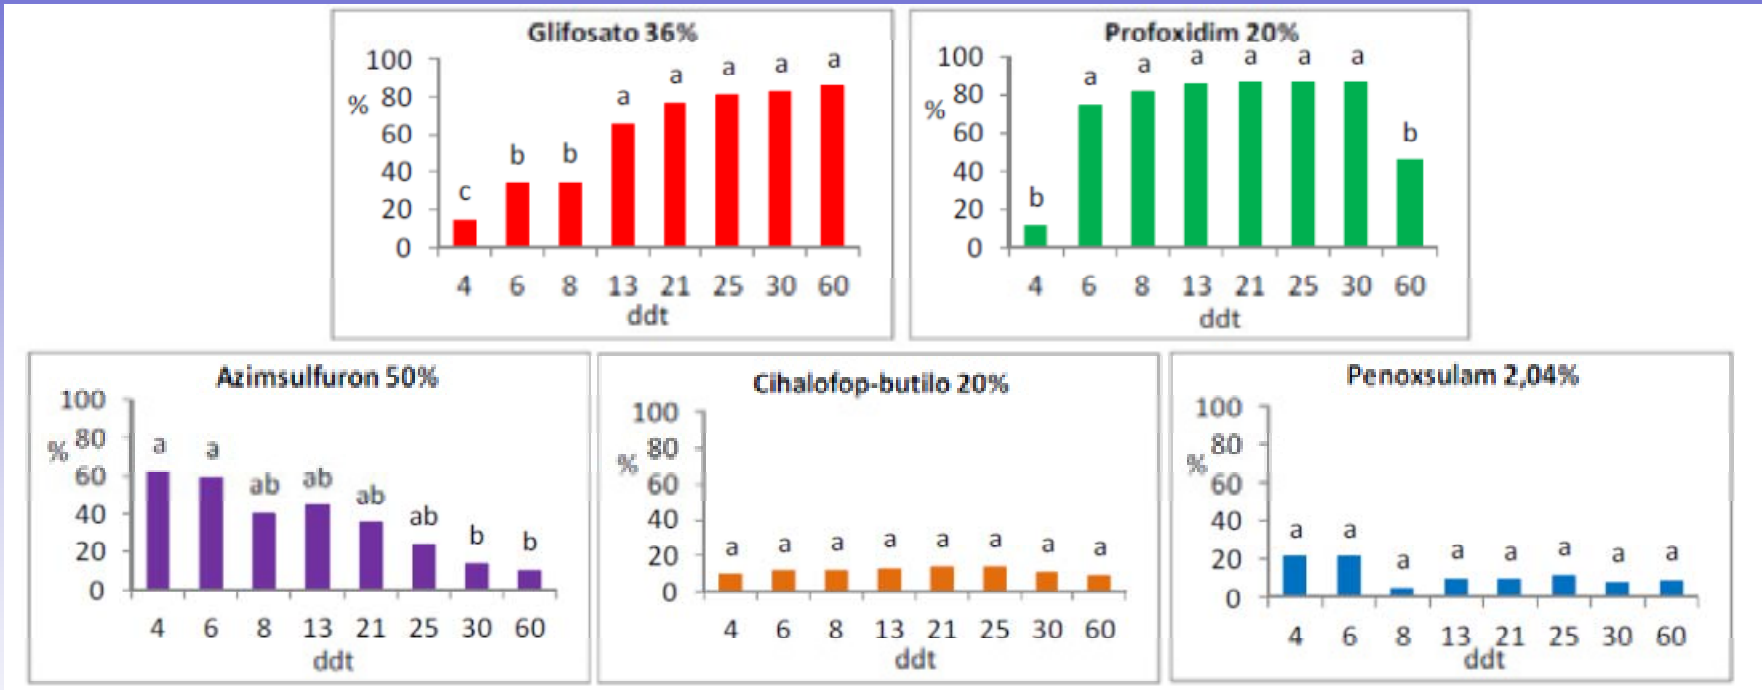 Glifosato 36%
100
80
60
40
20
0
%
c b b a a a a a
4 6 8 13 21 25 30 60
ddt
Profoxidim 20%
100
80
60
40
20
0
%
b a a a a a a b
4 6 8 13 21 25 30 60
ddt
Azimsulfuron 50%
100
80
60
40
20
0
%
a a ab ab ab ab b b
4 6 8 13 21 25 30 60
ddt
Cihalofop-butilo 20%
100
80
60
40
20
0
%
a a a a a a a a
4 6 8 13 21 25 30 60
ddt
Penoxsulam 2,04%
100
80
60
40
20
0
%
a a a a a a a a
4 6 8 13 21 25 30 60
ddt